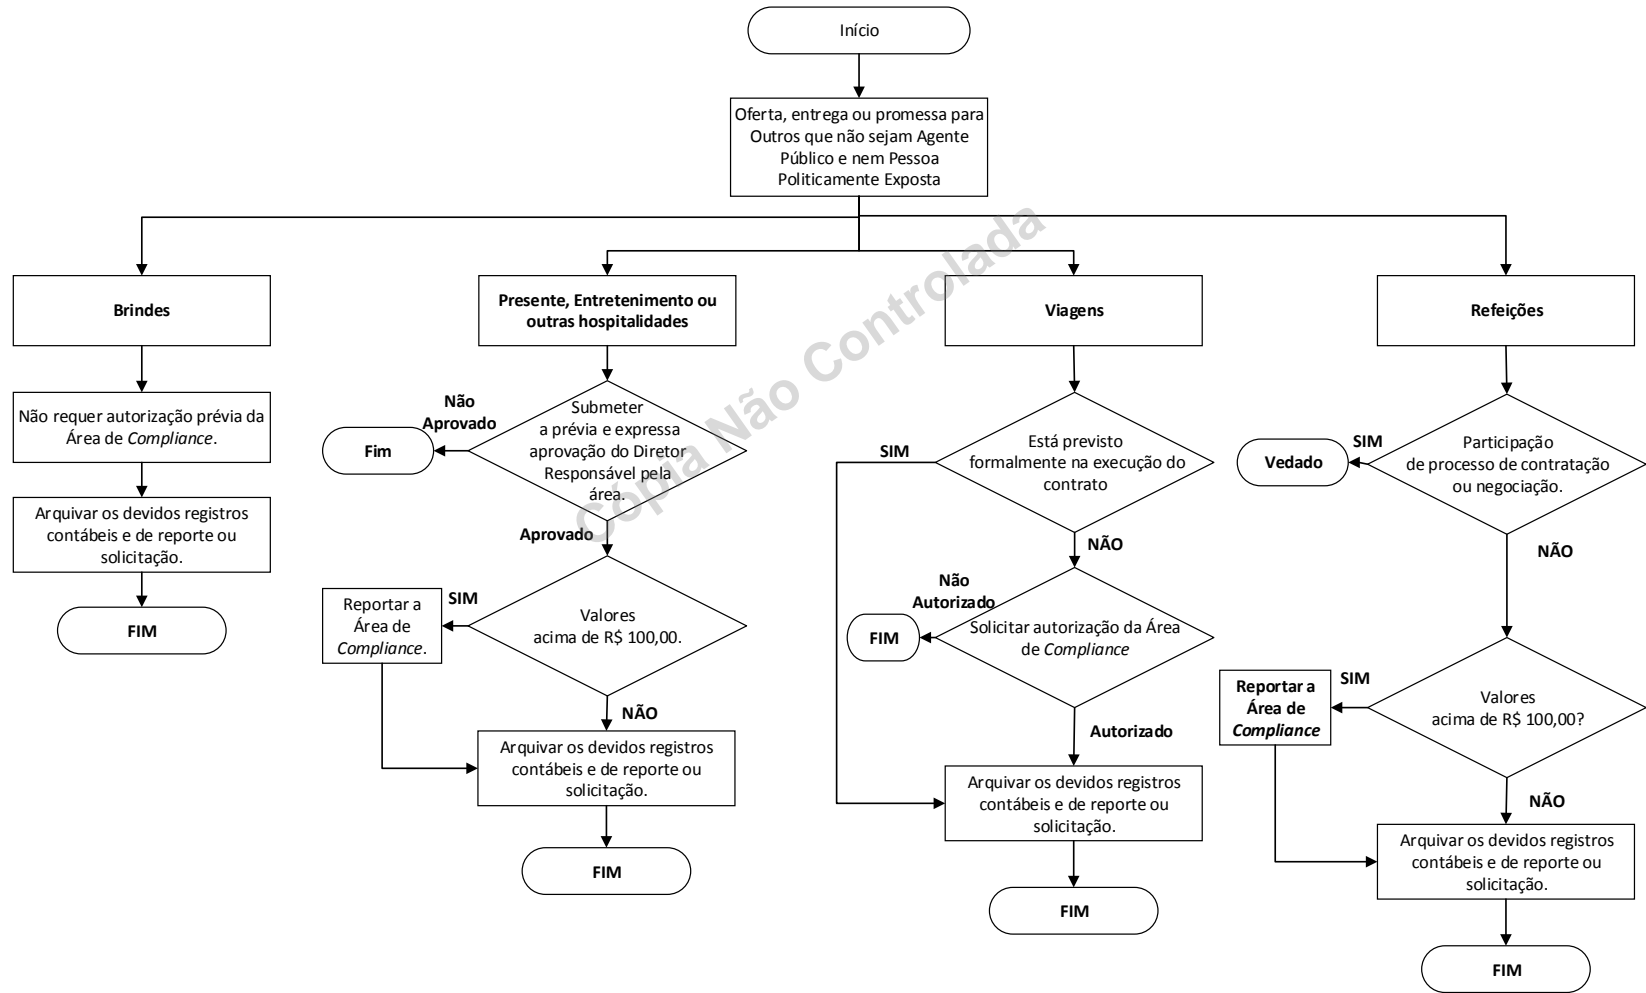 Início
Oferta, entrega ou promessa para
Outros que não sejam Agente
Público e nem Pessoa
Politicamente Exposta
Brindes
Não requer autorização prévia da
Área de Compliance.
Arquivar os devidos registros
contábeis e de reporte ou
solicitação.
FIM
Presente, Entretenimento ou
outras hospitalidades
Submeter
a prévia e expressa
aprovação do Diretor
Responsável pela
área.
Não
Aprovado
Fim
Aprovado
Valores
acima de R$ 100,00.
SIM
Reportar a
Área de
Compliance.
NÃO
Arquivar os devidos registros
contábeis e de reporte ou
solicitação.
FIM
Viagens
Está previsto
formalmente na execução do
contrato
SIM
NÃO
Não
Autorizado
FIM
Solicitar autorização da Área
de Compliance
Autorizado
Arquivar os devidos registros
contábeis e de reporte ou
solicitação.
FIM
Refeições
Participação
de processo de contratação
ou negociação.
SIM
Vedado
NÃO
Valores
acima de R$ 100,00?
SIM
Reportar a
Área de
Compliance
NÃO
Arquivar os devidos registros
contábeis e de reporte ou
solicitação.
FIM
Cópia Não Controlada